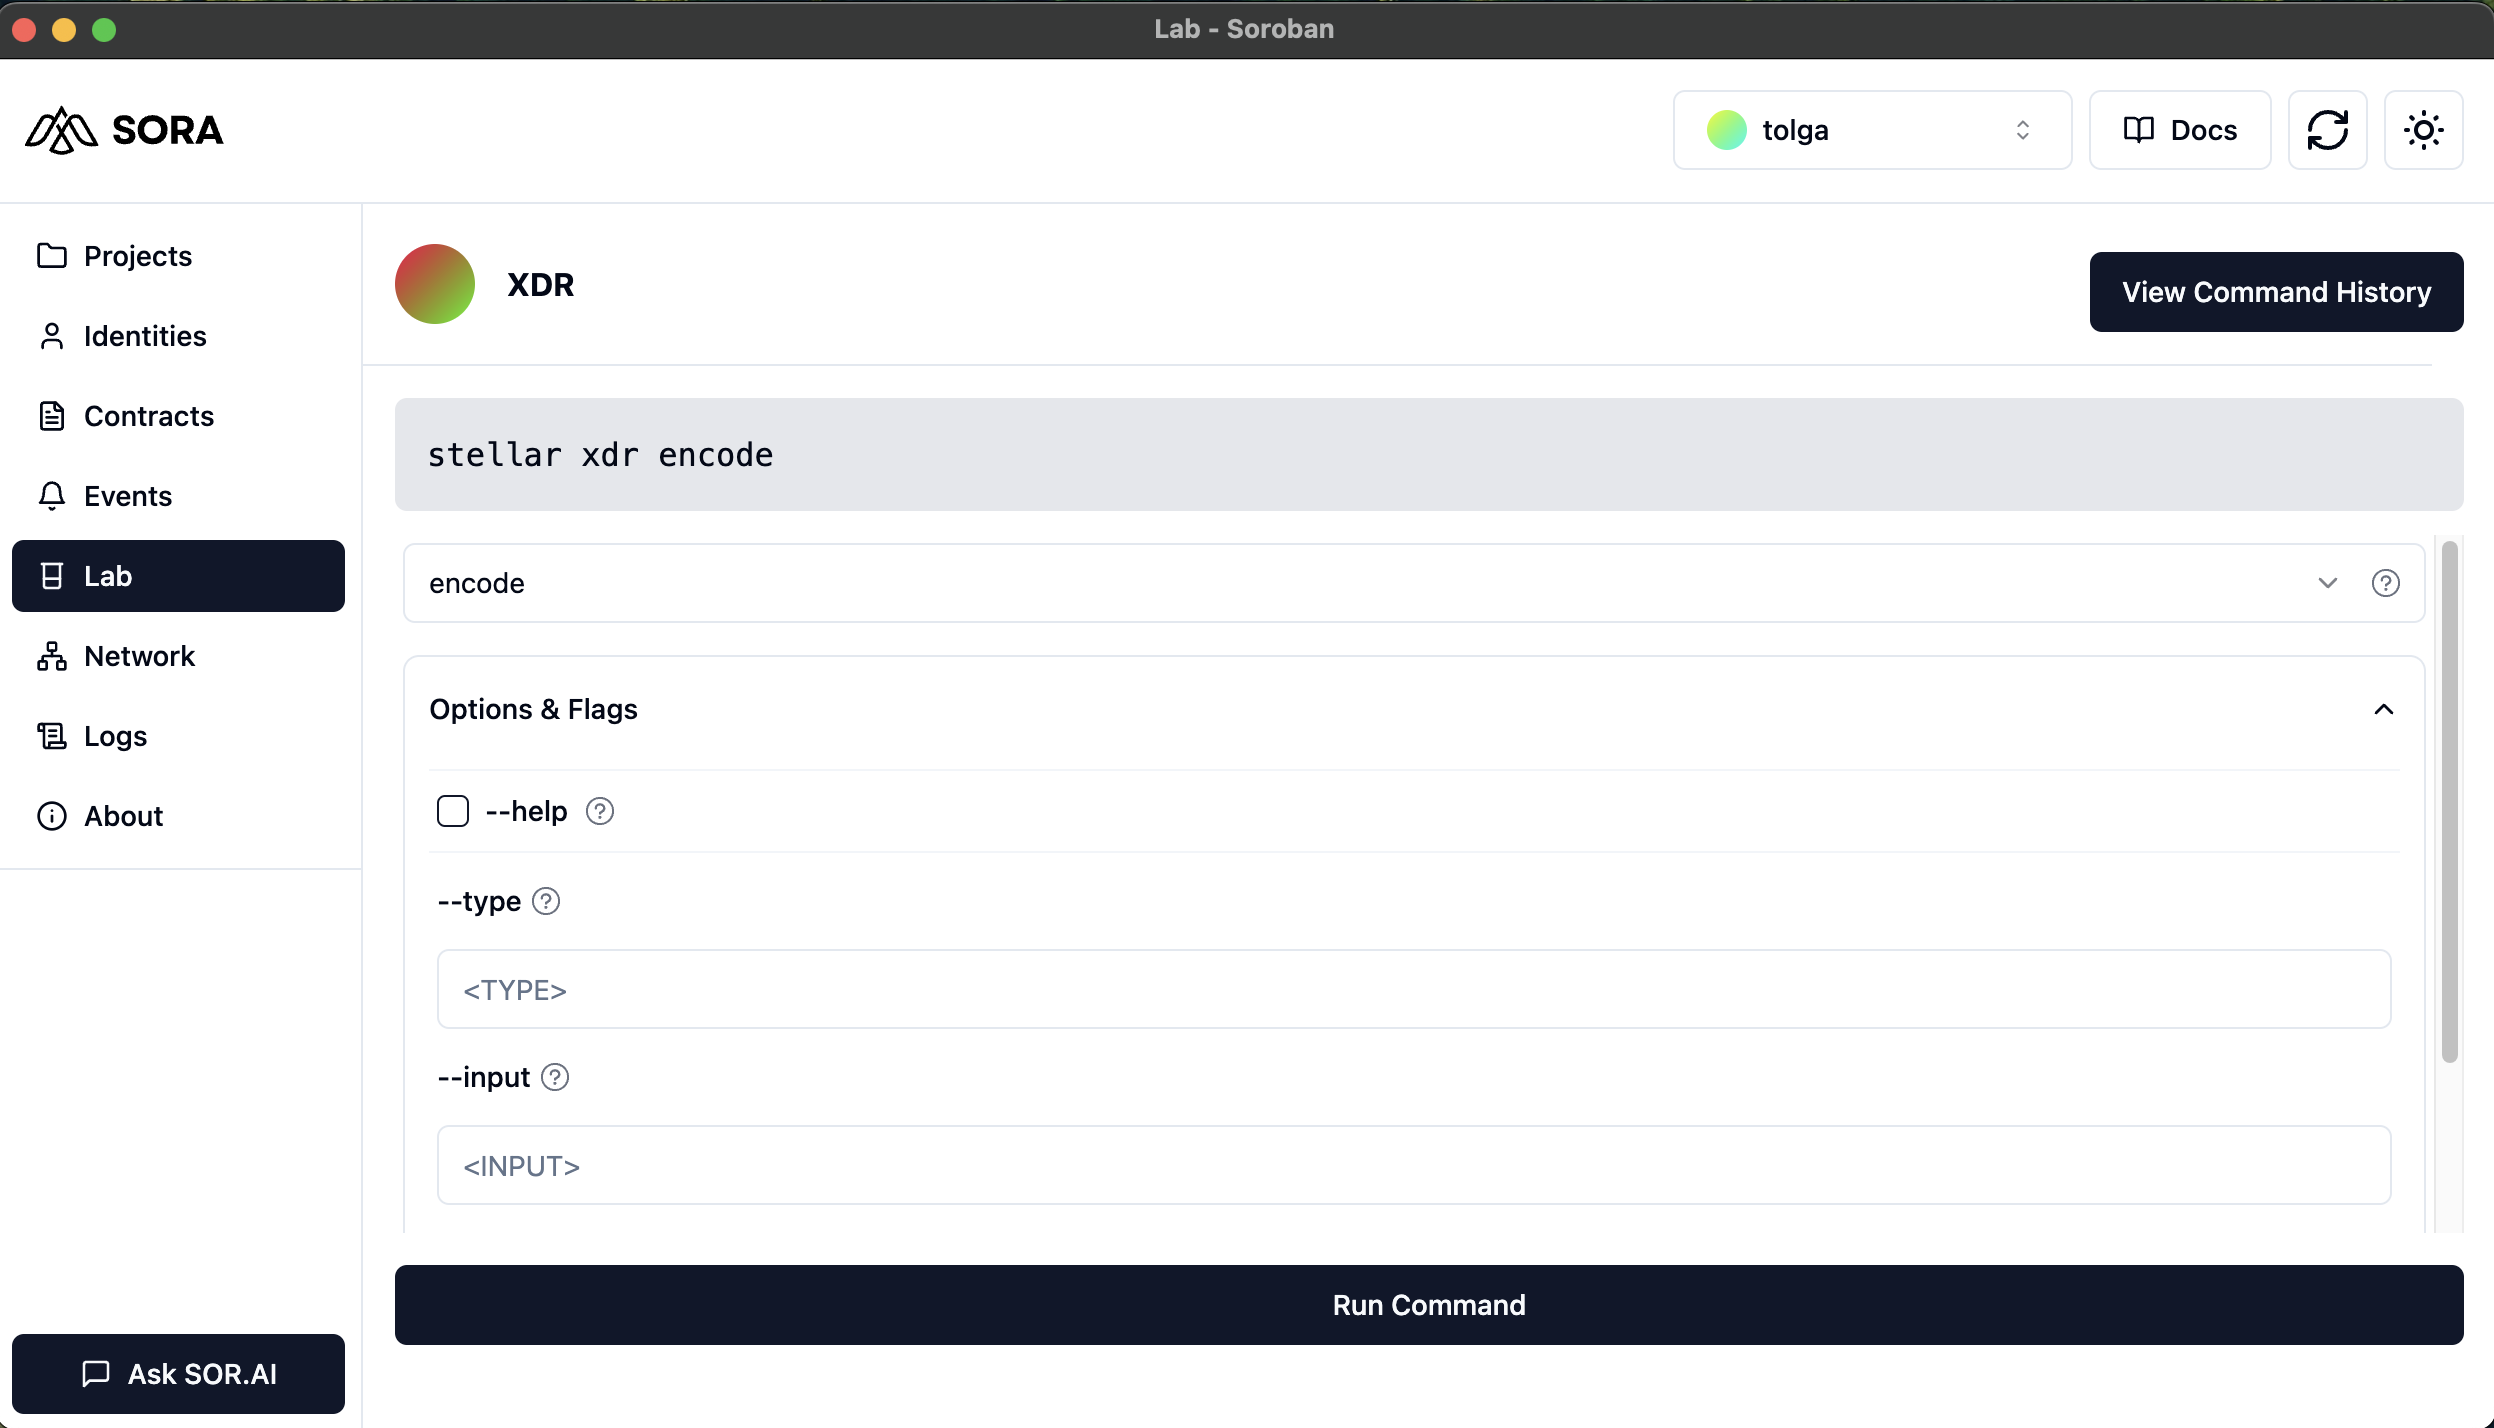 Lab - Soroban
SORA
tolga
Docs
Projects
Identities
Contracts
Events
Lab
Network
Logs
About
Ask SOR.AI
XDR
View Command History
stellar xdr encode
encode
Options & Flags
--help
--type
<TYPE>
--input
<INPUT>
Run Command